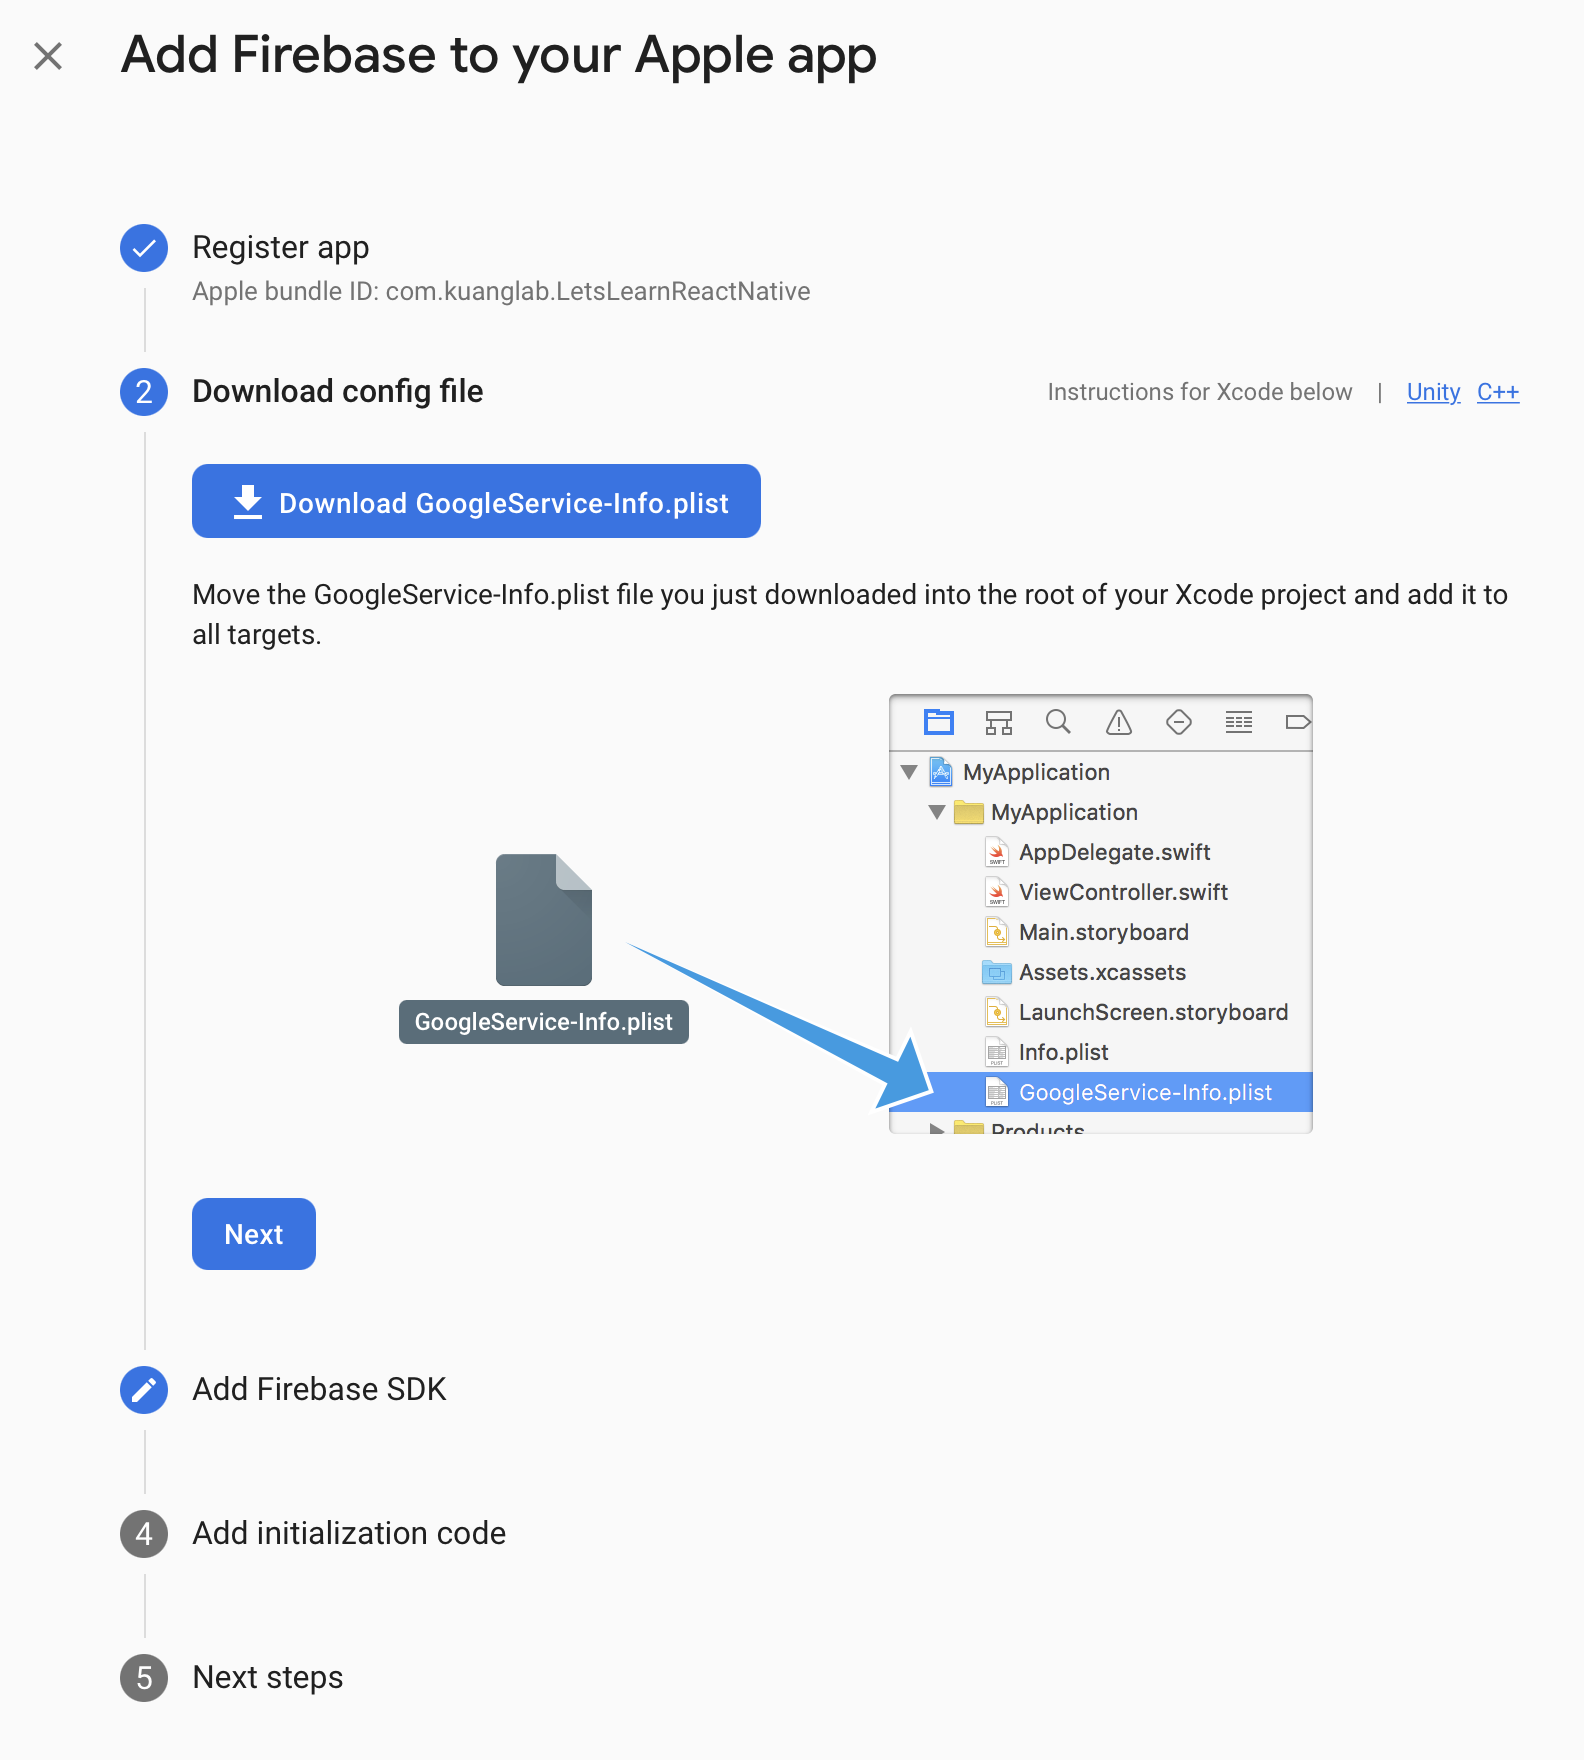 Add Firebase to your Apple app
Register app
Apple bundle ID: com.kuanglab.LetsLearnReactNative
2
Download config file
Instructions for Xcode below | Unity C++
Download GoogleService-Info.plist
Move the GoogleService-Info.plist file you just downloaded into the root of your Xcode project and add it to
all targets.
GoogleService-Info.plist
MyApplication
MyApplication
AppDelegate.swift
ViewController.swift
Main.storyboard
Assets.xcassets
LaunchScreen.storyboard
Info.plist
GoogleService-Info.plist
Products
Next
Add Firebase SDK
4
Add initialization code
5
Next steps